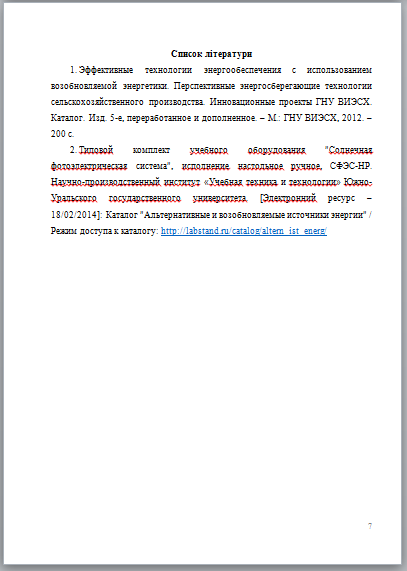 Список літератури
1. Эффективные технологии энергообеспечения с использованием
возобновляемой энергетики. Перспективные энергосберегающие технологии
сельскохозяйственного производства. Инновационные проекты ГНУ ВИЭСХ.
Каталог. Изд. 5-е, переработанное и дополненное. – М.: ГНУ ВИЭСХ, 2012. –
200 с.
2. Типовой комплект учебного оборудования "Солнечная
фотоэлектрическая система", исполнение настольное ручное, СФЭС-НР.
Научно-производственный институт «Учебная техника и технологии» Южно-
Уральского государственного университета. [Электронний ресурс –
18/02/2014]: Каталог "Альтернативные и возобновляемые источники энергии" /
Режим доступа к каталогу: http://labstand.ru/catalog/altern_ist_energ/
7